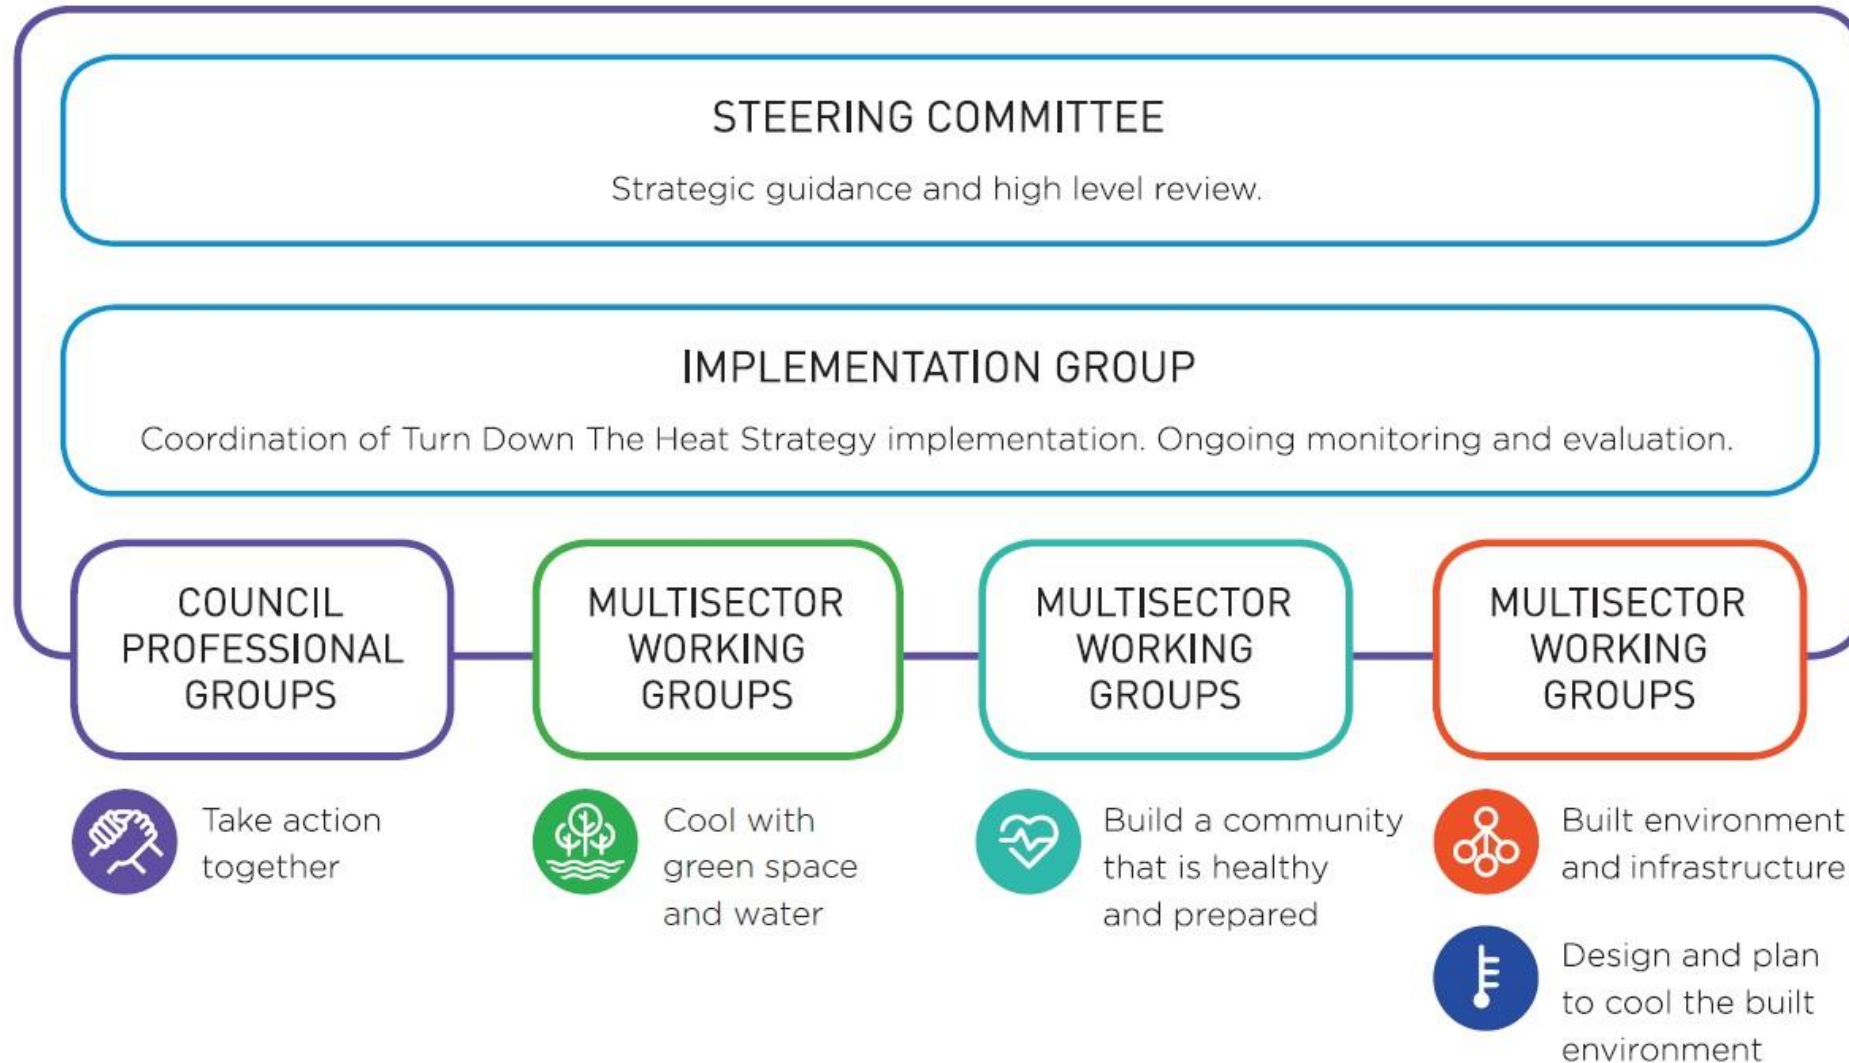 STEERING COMMITTEE
Strategic guidance and high level review.
IMPLEMENTATION GROUP
Coordination of Turn Down The Heat Strategy implementation. Ongoing monitoring and evaluation.
COUNCIL
PROFESSIONAL
GROUPS
MULTISECTOR
WORKING
GROUPS
MULTISECTOR
WORKING
GROUPS
MULTISECTOR
WORKING
GROUPS
Take action
together
Cool with
green space
and water
Build a community
that is healthy
and prepared
Built environment
and infrastructure
Design and plan
to cool the built
environment